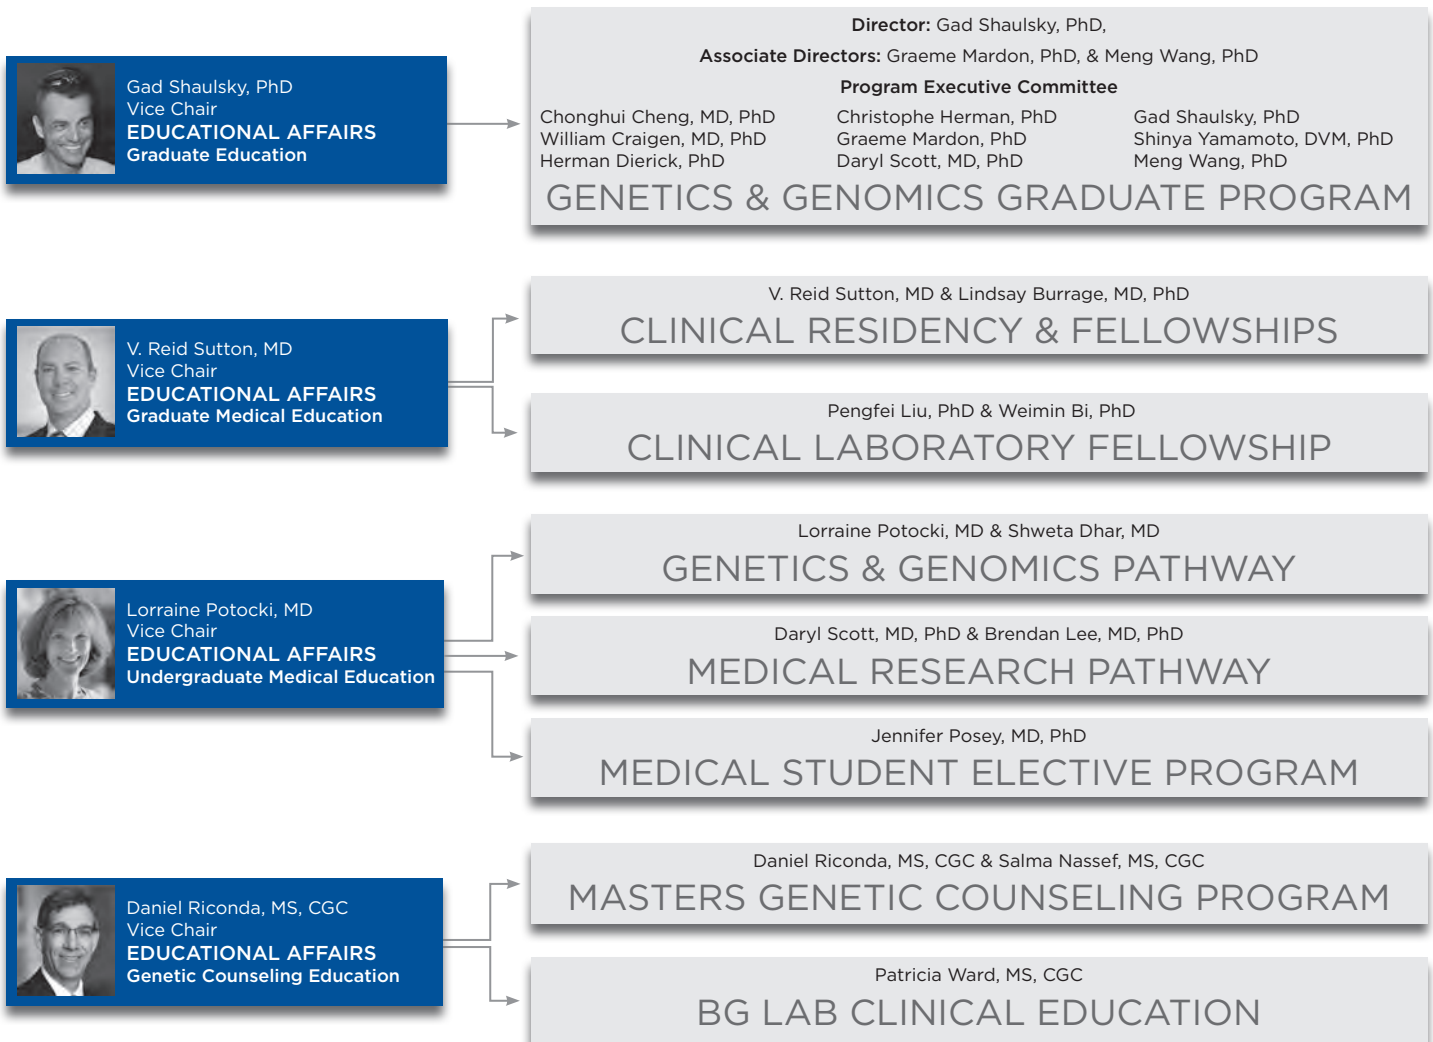 Gad Shaulsky, PhD
Vice Chair
EDUCATIONAL AFFAIRS
Graduate Education
Director: Gad Shaulsky, PhD,
Associate Directors: Graeme Mardon, PhD, & Meng Wang, PhD
Program Executive Committee
Chonghui Cheng, MD, PhD
William Craigen, MD, PhD
Herman Dierick, PhD
Christophe Herman, PhD
Graeme Mardon, PhD
Daryl Scott, MD, PhD
Gad Shaulsky, PhD
Shinya Yamamoto, DVM, PhD
Meng Wang, PhD
GENETICS & GENOMICS GRADUATE PROGRAM
V. Reid Sutton, MD
Vice Chair
EDUCATIONAL AFFAIRS
Graduate Medical Education
V. Reid Sutton, MD & Lindsay Burrage, MD, PhD
CLINICAL RESIDENCY & FELLOWSHIPS
Pengfei Liu, PhD & Weimin Bi, PhD
CLINICAL LABORATORY FELLOWSHIP
Lorraine Potocki, MD
Vice Chair
EDUCATIONAL AFFAIRS
Undergraduate Medical Education
Lorraine Potocki, MD & Shweta Dhar, MD
GENETICS & GENOMICS PATHWAY
Daryl Scott, MD, PhD & Brendan Lee, MD, PhD
MEDICAL RESEARCH PATHWAY
Jennifer Posey, MD, PhD
MEDICAL STUDENT ELECTIVE PROGRAM
Daniel Riconda, MS, CGC
Vice Chair
EDUCATIONAL AFFAIRS
Genetic Counseling Education
Daniel Riconda, MS, CGC & Salma Nassef, MS, CGC
MASTERS GENETIC COUNSELING PROGRAM
Patricia Ward, MS, CGC
BG LAB CLINICAL EDUCATION